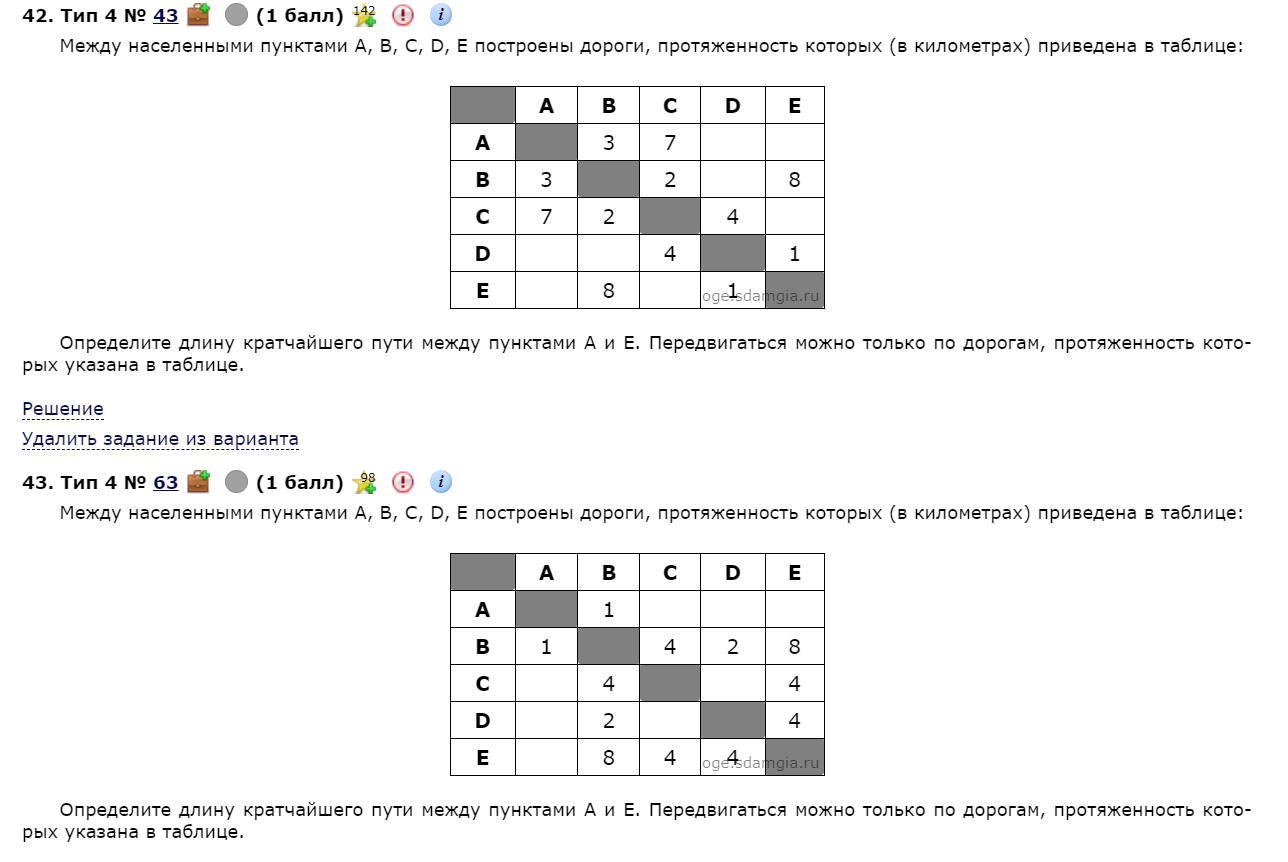 42. Тип 4 № 43 (1 балл) 142
Между населенными пунктами A, B, C, D, E построены дороги, протяженность которых (в километрах) приведена в таблице:
A B C D E
A 3 7
B 3 2 8
C 7 2 4
D 4 1
E 8 1
oge.sdamgia.ru
Определите длину кратчайшего пути между пунктами A и E. Передвигаться можно только по дорогам, протяженность кото-
рых указана в таблице.
Решение
Удалить задание из варианта
43. Тип 4 № 63 (1 балл) 98
Между населенными пунктами A, B, C, D, E построены дороги, протяженность которых (в километрах) приведена в таблице:
A B C D E
A 1
B 1 4 2 8
C 4 4
D 2 4
E 8 4 4
oge.sdamgia.ru
Определите длину кратчайшего пути между пунктами A и E. Передвигаться можно только по дорогам, протяженность кото-
рых указана в таблице.